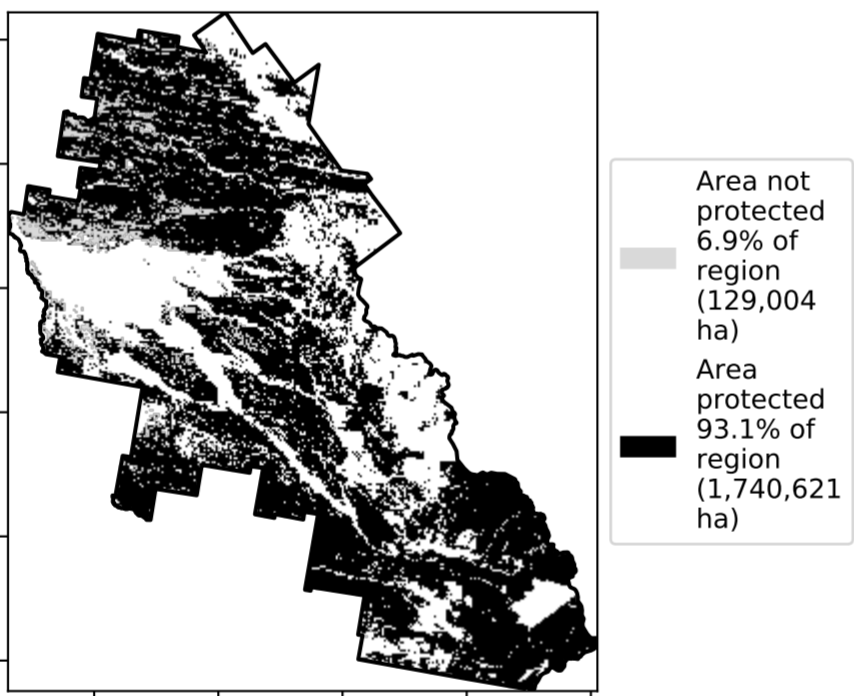 Area not
protected
6.9% of
region
(129,004
ha)
Area
protected
93.1% of
region
(1,740,621
ha)